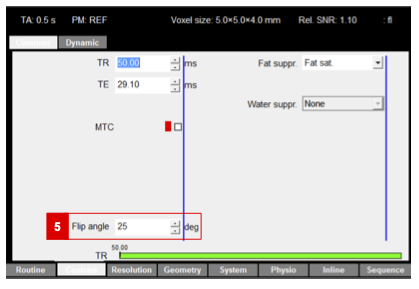 TA: 0.5 s PM: REF Voxel size: 5.0×5.0×4.0 mm Rel. SNR: 1.10 : fl
Dynamic
TR 50.00 ms Fat suppr. Fat sat.
TE 29.10 ms
Water suppr. None
MTC
5 Flip angle 25 deg
50.00
TR
Routine Contrast Resolution Geometry System Physio Inline Sequence